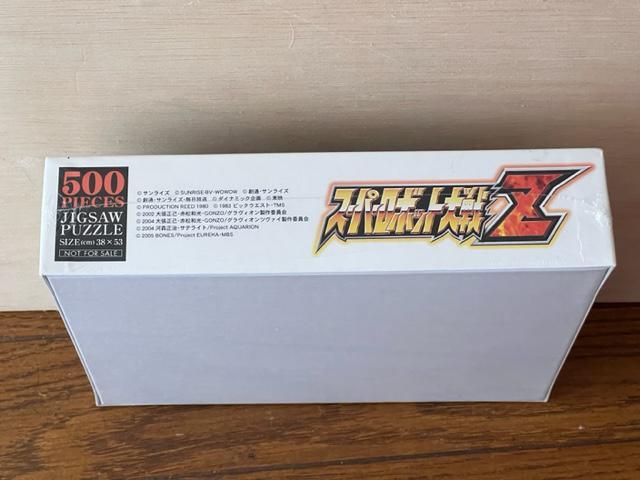 500
PIECES
JIGSAW
PUZZLE
SIZE(cm) 38×53
NOT FOR SALE
©サンライズ ©SUNRISE·BV·WOWOW ©創通・サンライズ
©創通・サンライズ・毎日放送 ©ダイナミック企画 ©東映
©PRODUCTION REED 1980 ©1983 ビックウエスト・TMS
©2002 大張正己・赤松和光・GONZO/グラヴィオン製作委員会
©2004 大張正己・赤松和光・GONZO/グラヴィオンツヴァイ製作委員会
©2004 河森正治・サテライト/Project AQUARION
©2005 BONES/Project EUREKA・MBS
スーパーロボット大戦Z